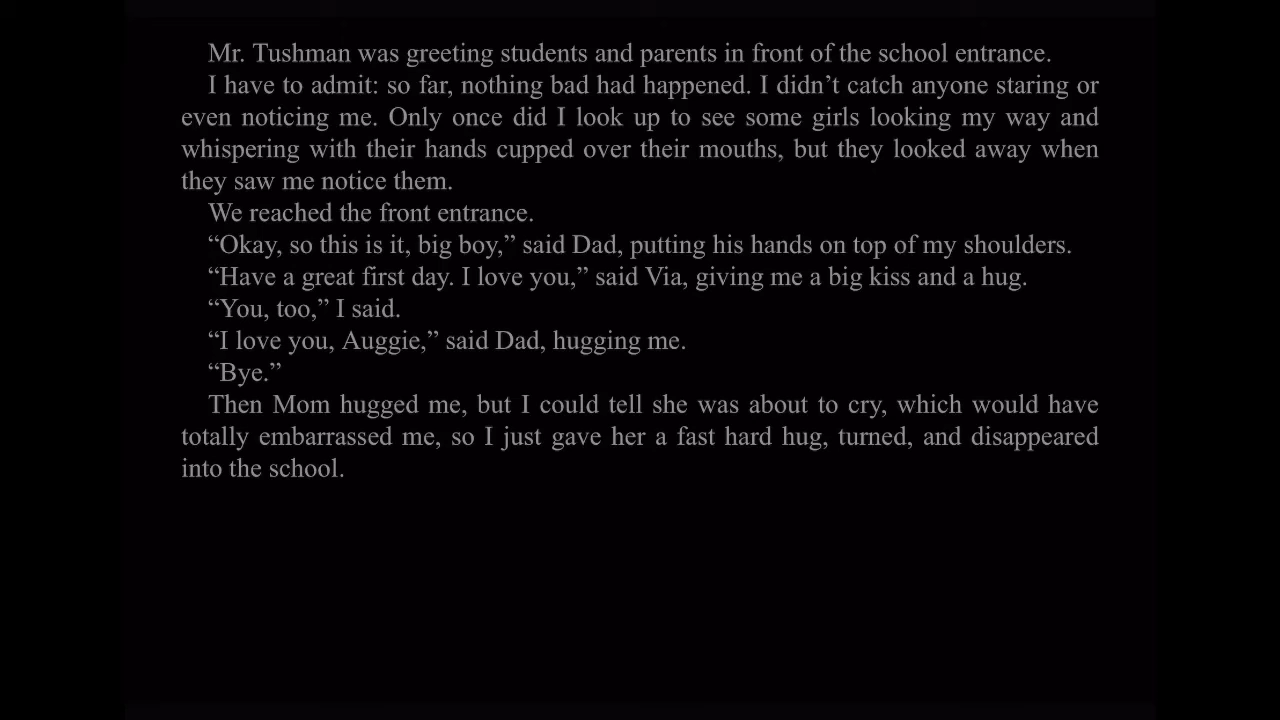 Mr. Tushman was greeting students and parents in front of the school entrance.
I have to admit: so far, nothing bad had happened. I didn’t catch anyone staring or
even noticing me. Only once did I look up to see some girls looking my way and
whispering with their hands cupped over their mouths, but they looked away when
they saw me notice them.
We reached the front entrance.
“Okay, so this is it, big boy,” said Dad, putting his hands on top of my shoulders.
“Have a great first day. I love you,” said Via, giving me a big kiss and a hug.
“You, too,” I said.
“I love you, Auggie,” said Dad, hugging me.
“Bye.”
Then Mom hugged me, but I could tell she was about to cry, which would have
totally embarrassed me, so I just gave her a fast hard hug, turned, and disappeared
into the school.